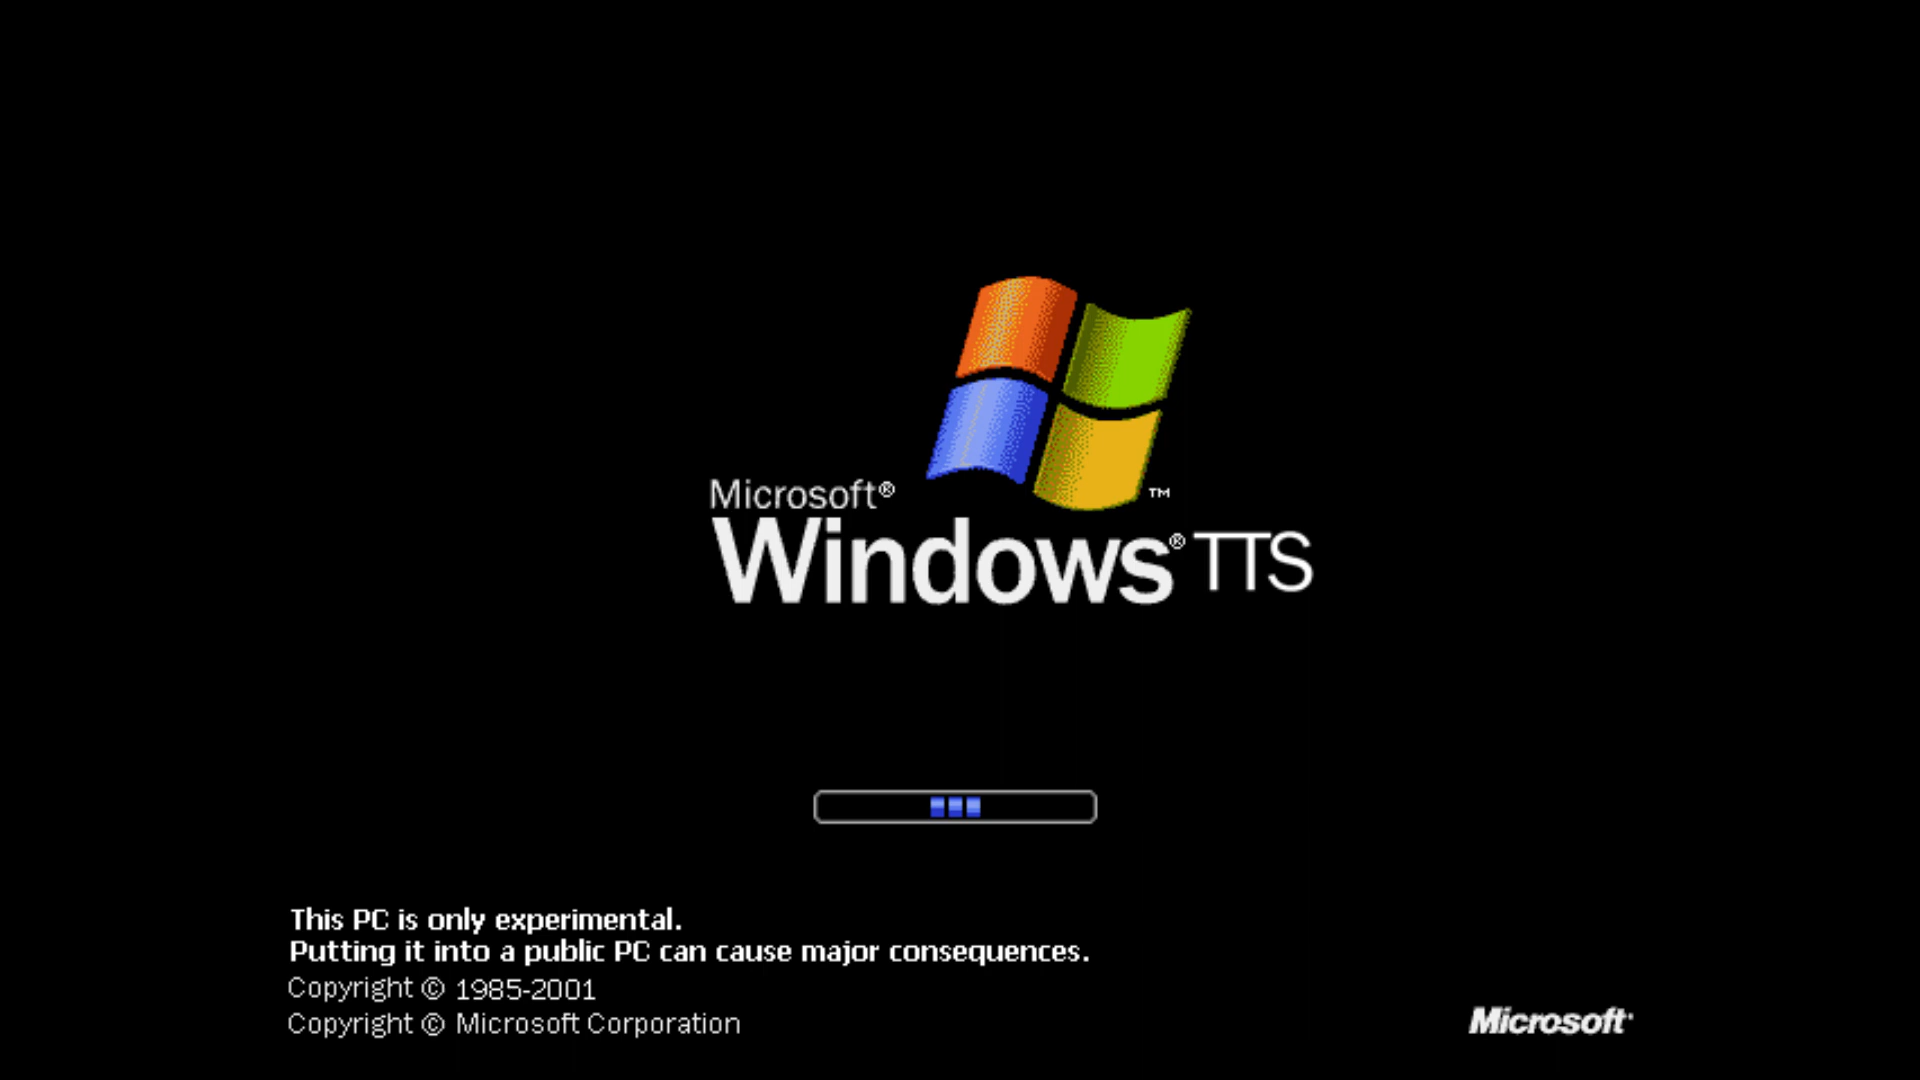 Microsoft®
Windows® TTS
™
This PC is only experimental.
Putting it into a public PC can cause major consequences.
Copyright © 1985-2001
Copyright © Microsoft Corporation
Microsoft